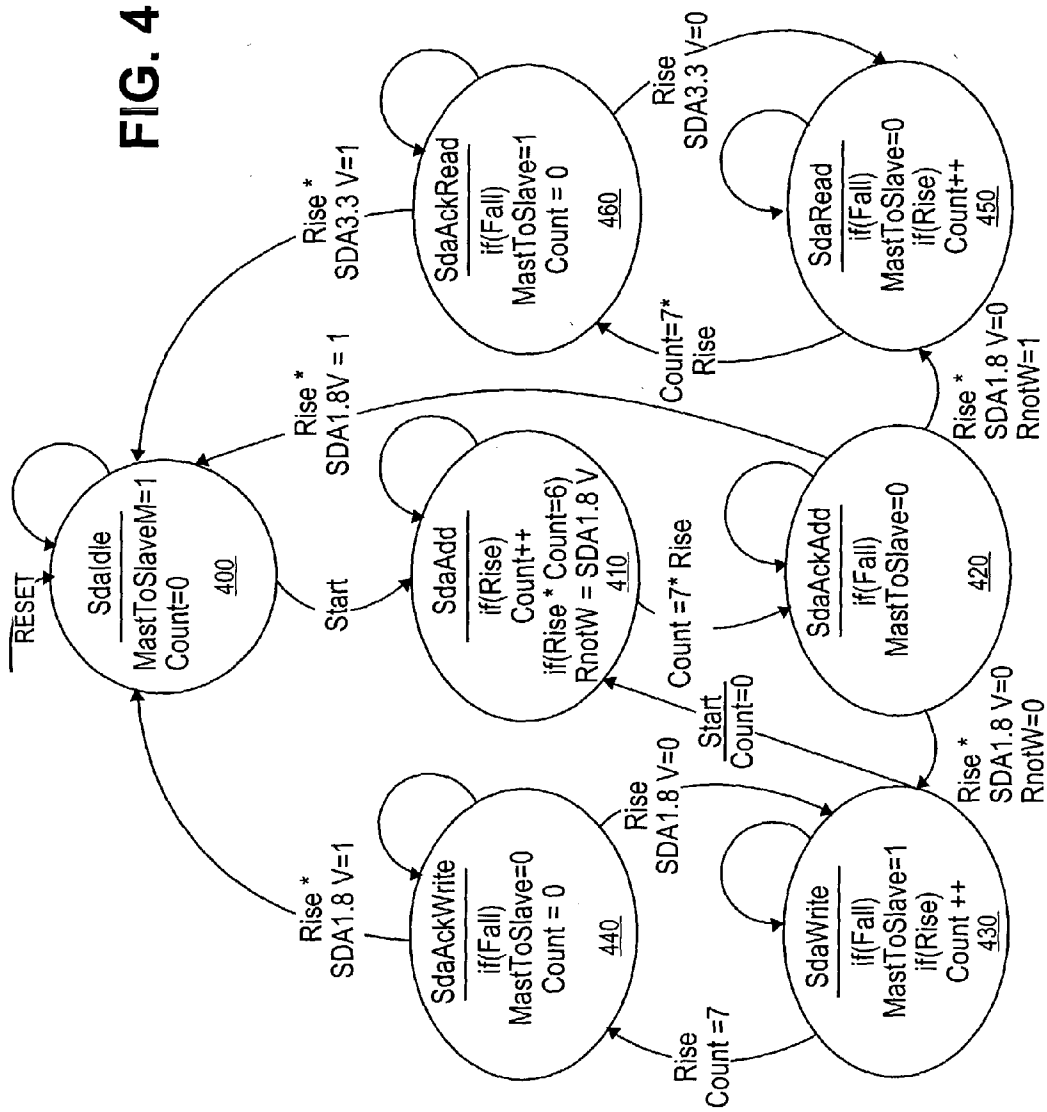 FIG. 4
RESET
SdaIdle
MastToSlaveM=1
Count=0
400
Rise *
SDA1.8 V=1
Start
Rise *
SDA1.8V = 1
Rise *
SDA3.3 V=1
SdaAckWrite
if(Fall)
MastToSlave=0
Count = 0
440
SdaAdd
if(Rise)
Count++
if(Rise * Count=6)
RnotW = SDA1.8 V
410
SdaAckRead
if(Fall)
MastToSlave=1
Count = 0
460
Rise
Count =7
Rise
SDA1.8 V=0
Start
Count=0
Count =7* Rise
Count=7*
Rise
Rise
SDA3.3 V=0
SdaWrite
if(Fall)
MastToSlave=1
if(Rise)
Count ++
430
SdaAckAdd
if(Fall)
MastToSlave=0
420
SdaRead
if(Fall)
MastToSlave=0
if(Rise)
Count++
450
Rise *
SDA1.8 V=0
RnotW=0
Rise *
SDA1.8 V=0
RnotW=1